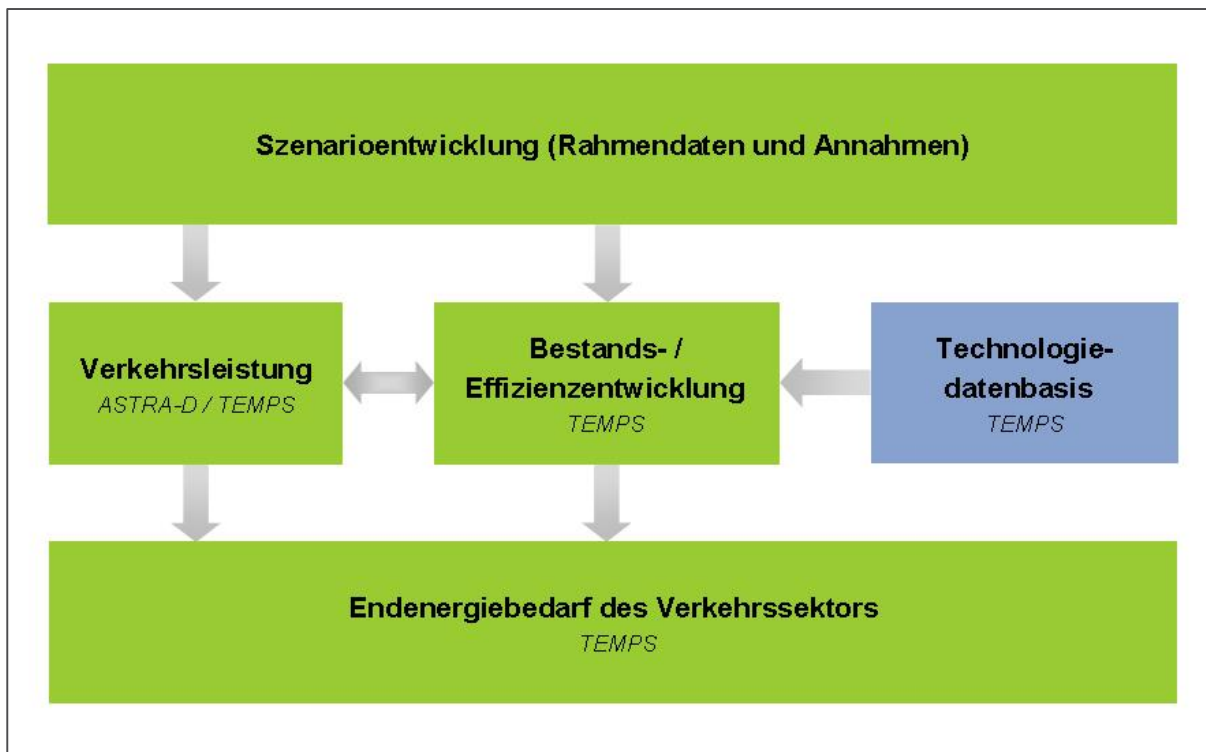 Szenarioentwicklung (Rahmendaten und Annahmen)
Verkehrsleistung
ASTRA-D / TEMPS
Bestands- /
Effizienzentwicklung
TEMPS
Technologie-
datenbasis
TEMPS
Endenergiebedarf des Verkehrssektors
TEMPS